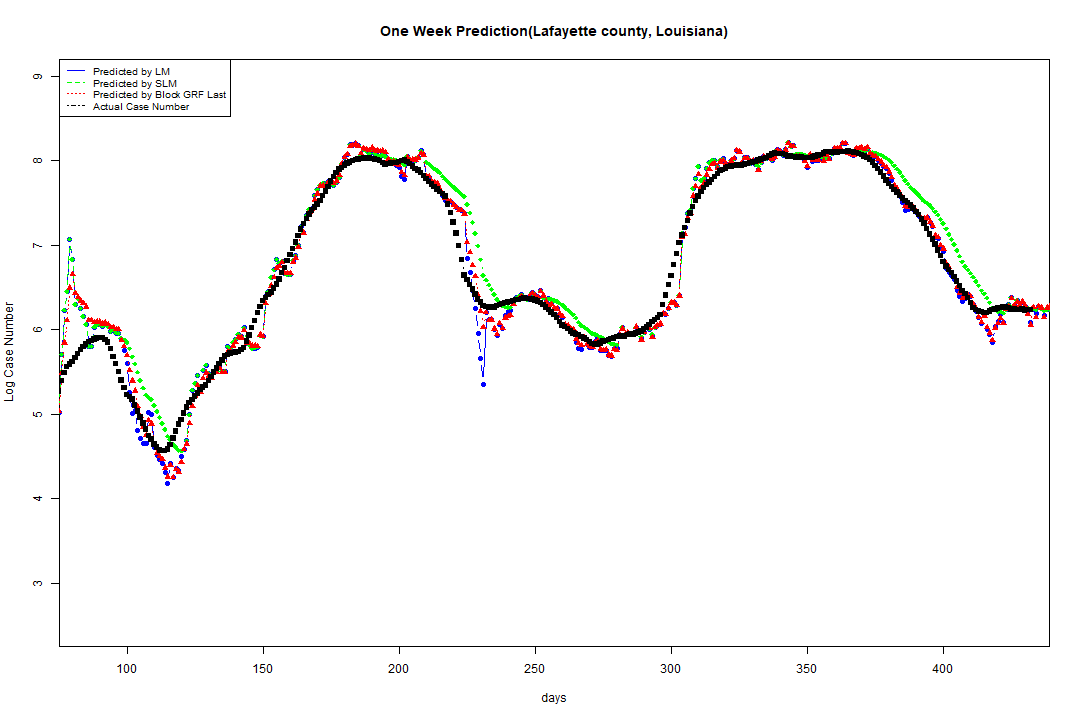 One Week Prediction(Lafayette county, Louisiana)
Predicted by LM
Predicted by SLM
Predicted by Block GRF Last
Actual Case Number
9
8
7
6
5
4
3
Log Case Number
100 150 200 250 300 350 400
days